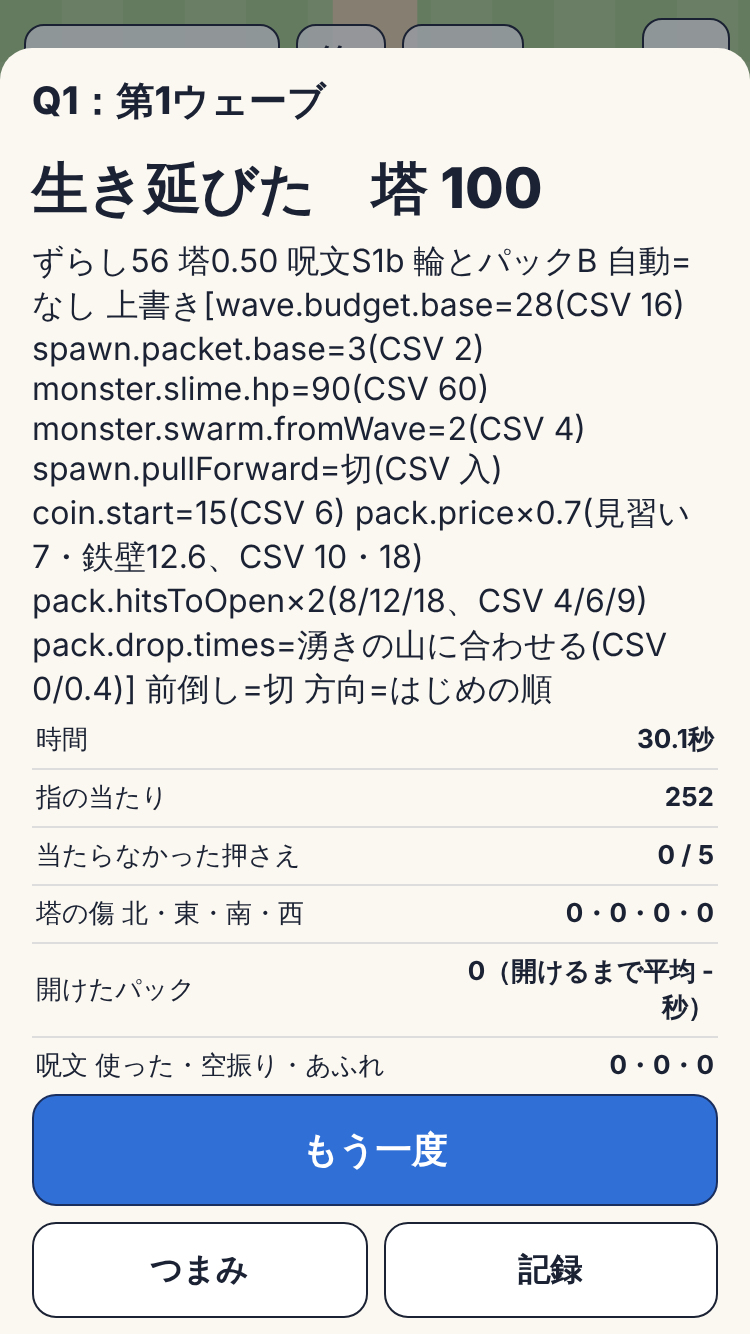 Q1：第1ウェーブ
生き延びた　塔 100
ずらし56 塔0.50 呪文S1b 輪とパックB 自動=
なし 上書き[wave.budget.base=28(CSV 16)
spawn.packet.base=3(CSV 2)
monster.slime.hp=90(CSV 60)
monster.swarm.fromWave=2(CSV 4)
spawn.pullForward=切(CSV 入)
coin.start=15(CSV 6) pack.price×0.7(見習い
7・鉄壁12.6、CSV 10・18)
pack.hitsToOpen×2(8/12/18、CSV 4/6/9)
pack.drop.times=湧きの山に合わせる(CSV
0/0.4)] 前倒し=切 方向=はじめの順
時間 30.1秒
指の当たり 252
当たらなかった押さえ 0 / 5
塔の傷 北・東・南・西 0・0・0・0
開けたパック 0（開けるまで平均 -
秒）
呪文 使った・空振り・あふれ 0・0・0
もう一度
つまみ 記録